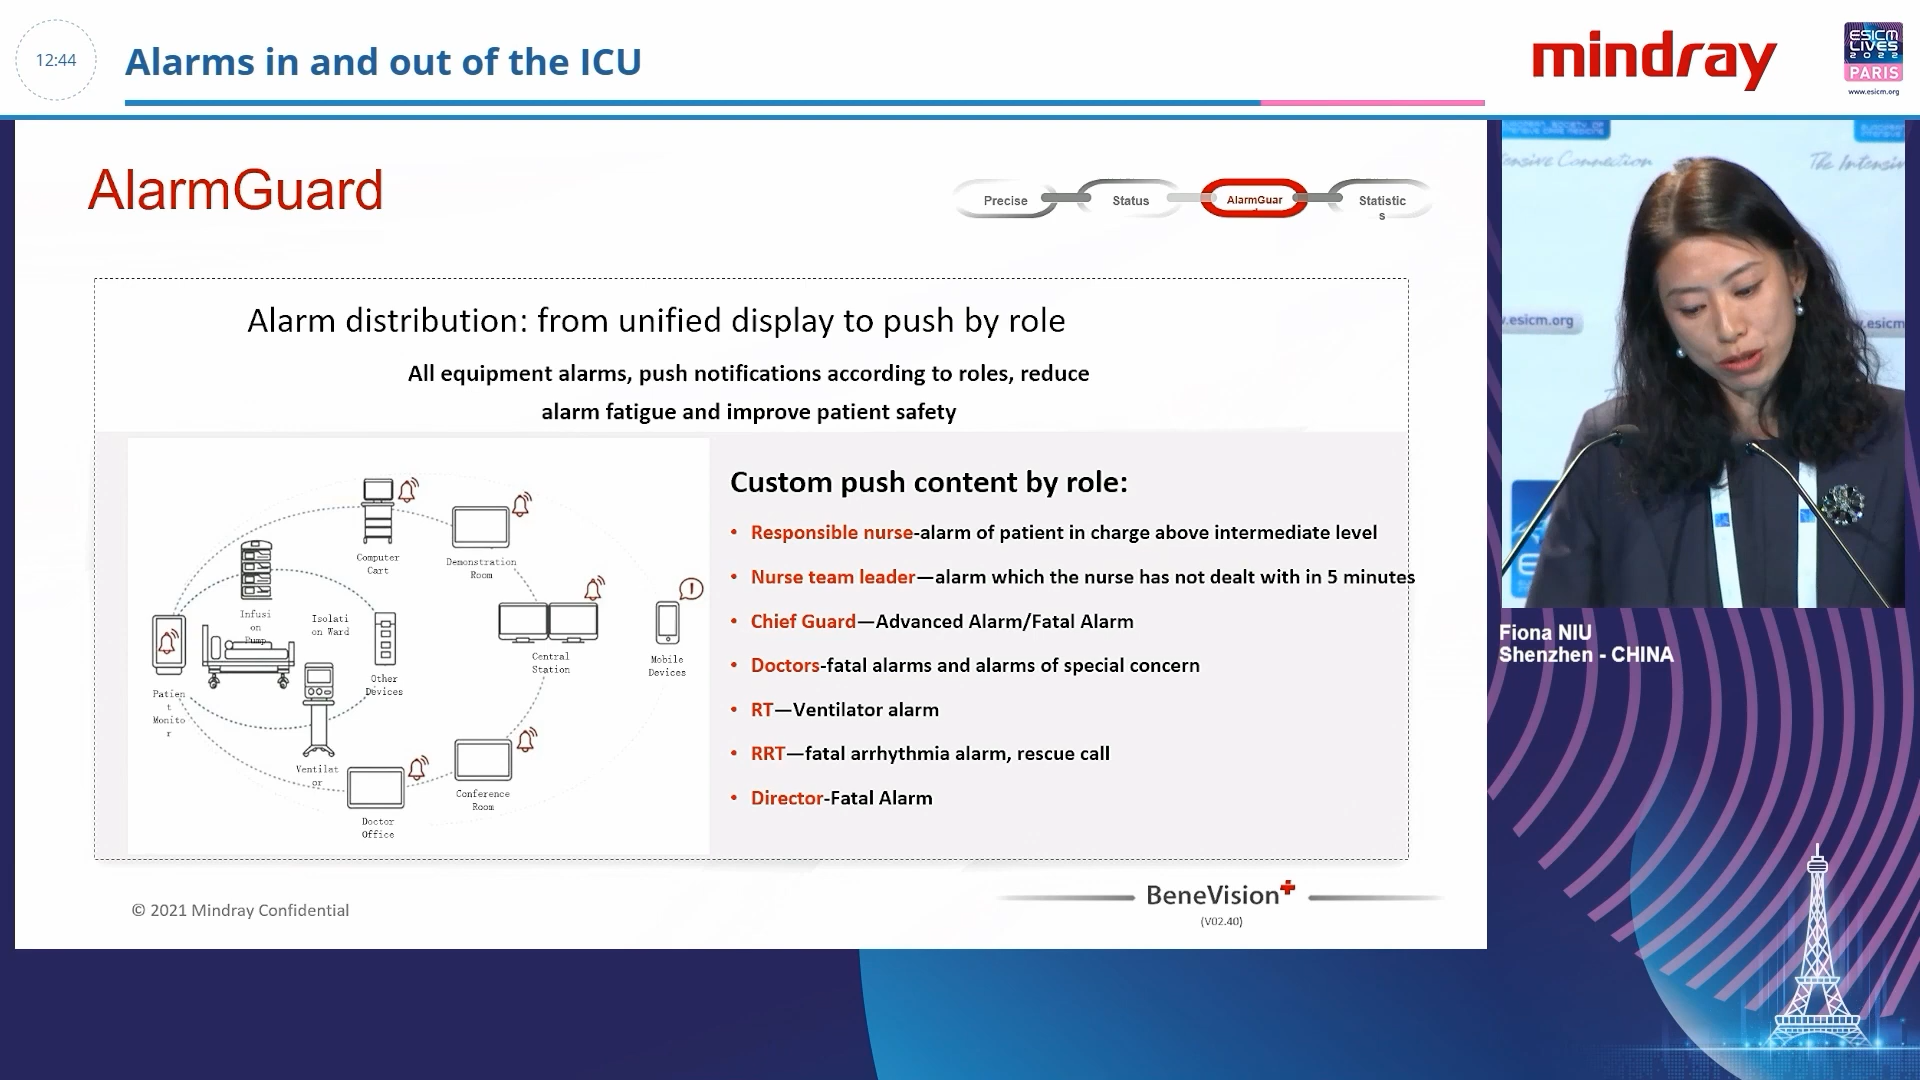 12:44
Alarms in and out of the ICU
mindray
ESICM
LIVES
2022
PARIS
www.esicm.org
AlarmGuard
Precise
Status
AlarmGuar
Statistic
s
Alarm distribution: from unified display to push by role
All equipment alarms, push notifications according to roles, reduce
alarm fatigue and improve patient safety
Computer
Cart
Demonstration
Room
Infusi
on
Pump
Isolati
on Ward
Central
Station
Mobile
Devices
Other
Devices
Patien
t
Monito
r
Ventilat
or
Conference
Room
Doctor
Office
Custom push content by role:
• Responsible nurse-alarm of patient in charge above intermediate level
• Nurse team leader—alarm which the nurse has not dealt with in 5 minutes
• Chief Guard—Advanced Alarm/Fatal Alarm
• Doctors-fatal alarms and alarms of special concern
• RT—Ventilator alarm
• RRT—fatal arrhythmia alarm, rescue call
• Director-Fatal Alarm
© 2021 Mindray Confidential
BeneVision
(V02.40)
ensive Connection
The Intensiv
.esicm.org
.esicm
Fiona NIU
Shenzhen - CHINA